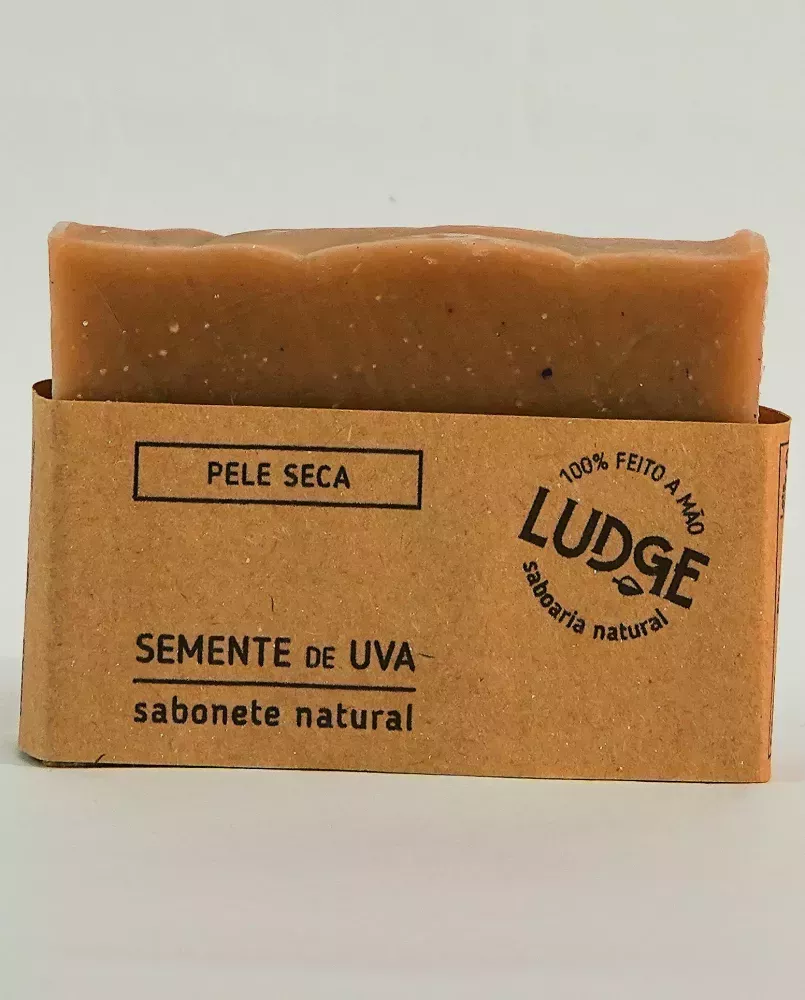 PELE SECA
100% FEITO A MÃO
LUDGE
saboaria natural
SEMENTE DE UVA
sabonete natural